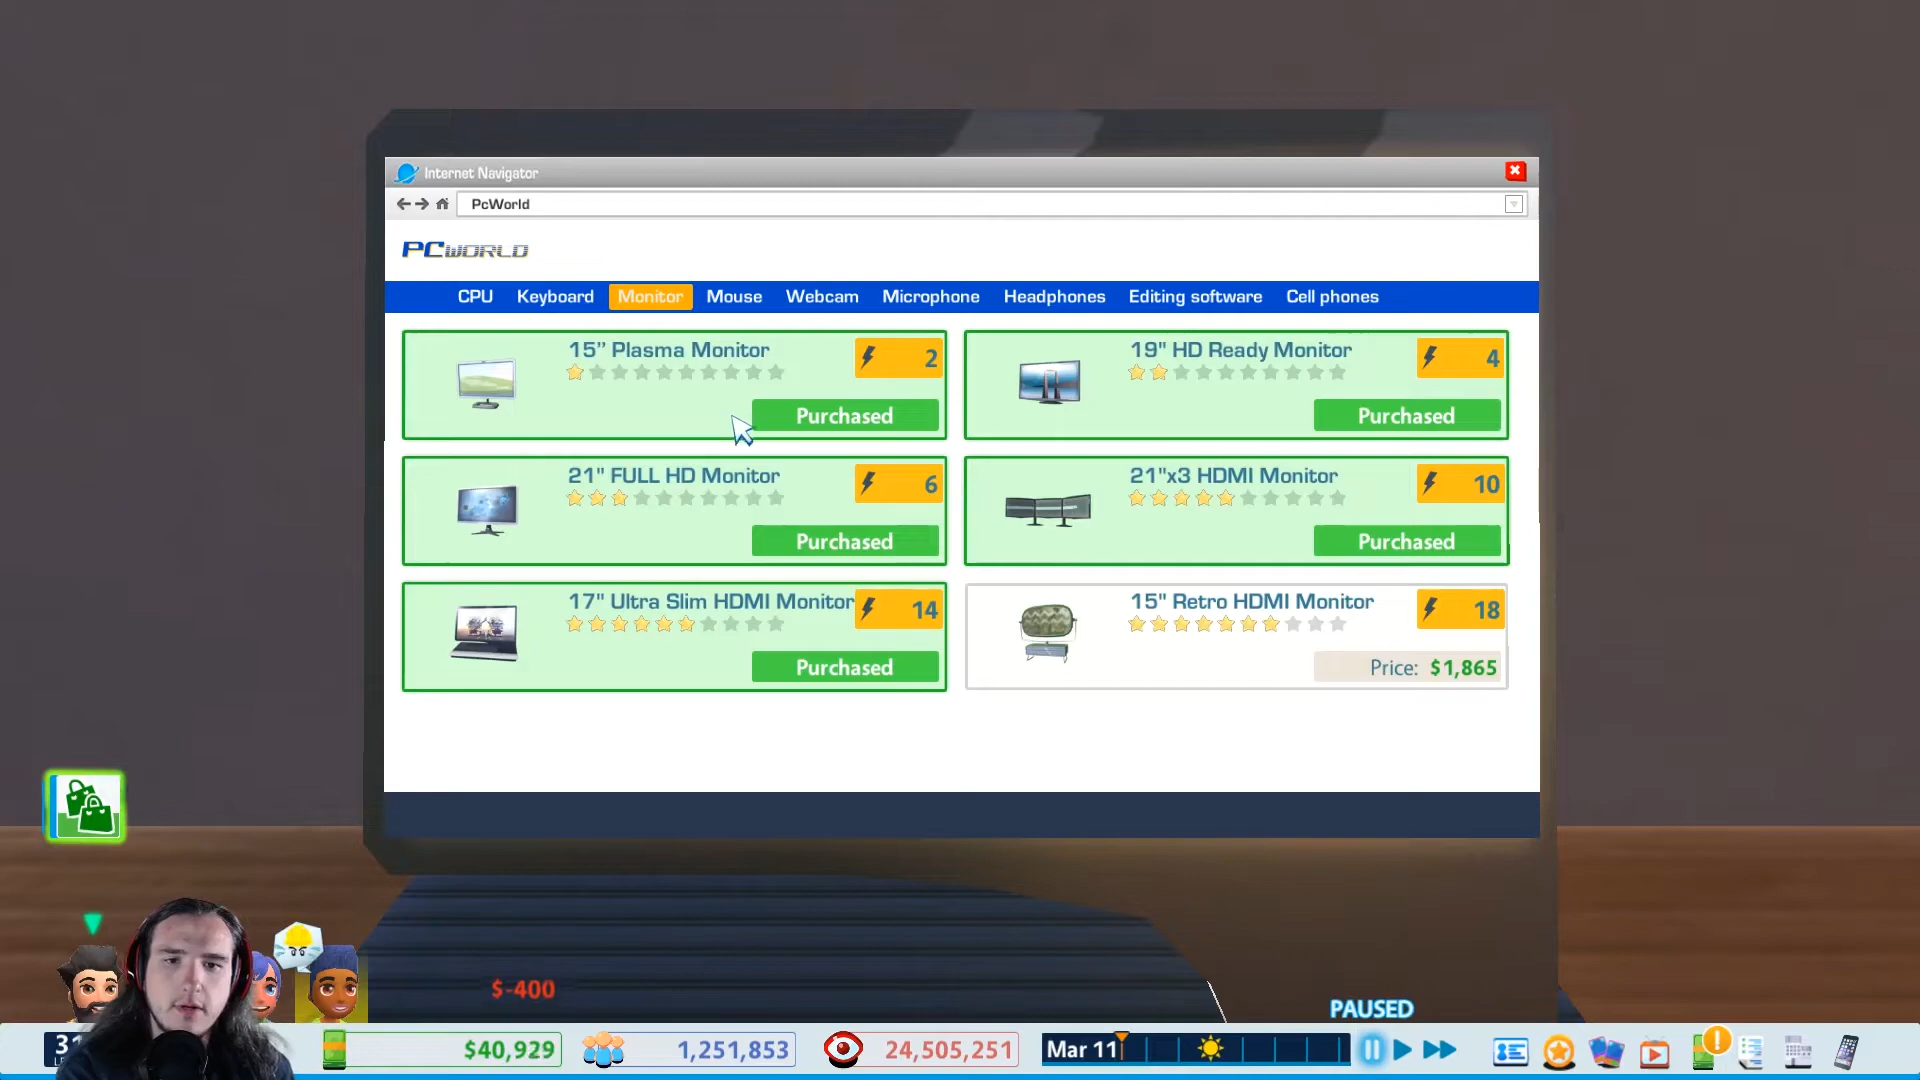 Internet Navigator
PcWorld
PCWORLD
CPU Keyboard Monitor Mouse Webcam Microphone Headphones Editing software Cell phones
15” Plasma Monitor 2
Purchased
19" HD Ready Monitor 4
Purchased
21" FULL HD Monitor 6
Purchased
21"x3 HDMI Monitor 10
Purchased
17" Ultra Slim HDMI Monitor 14
Purchased
15" Retro HDMI Monitor 18
Price: $1,865
$-400
PAUSED
$40,929
1,251,853
24,505,251
Mar 11